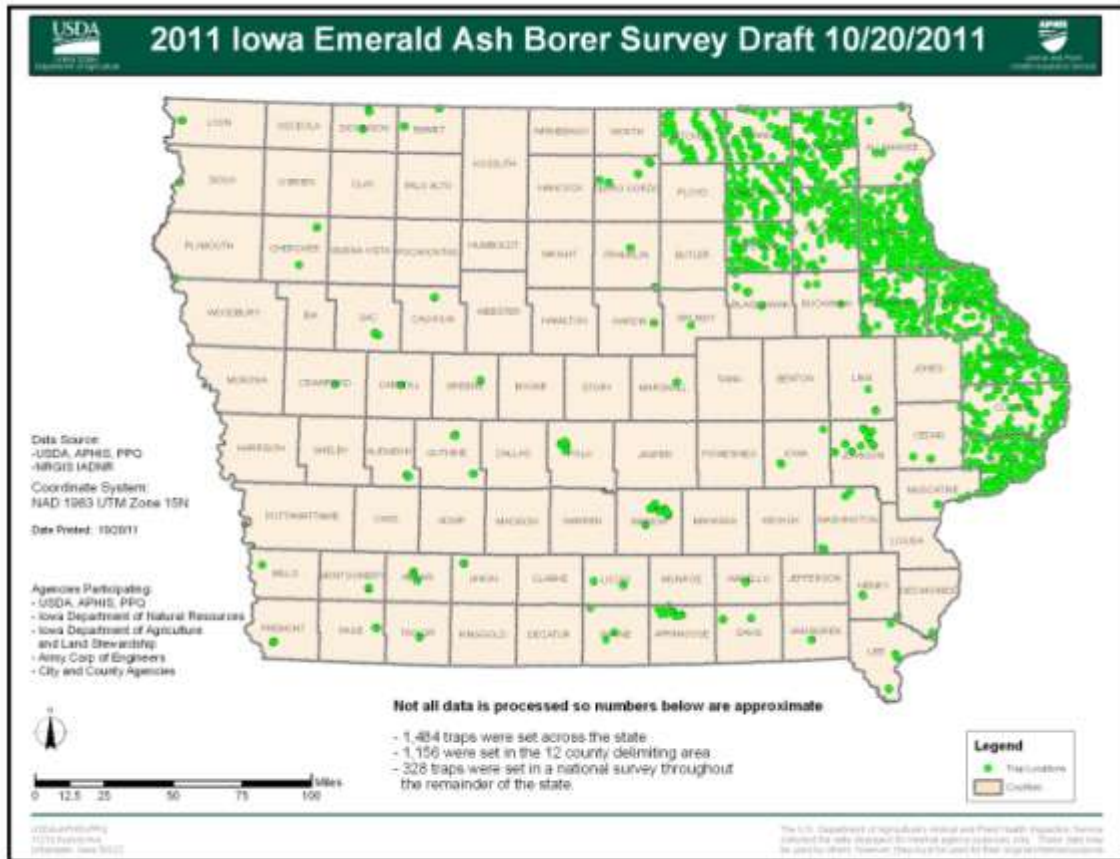 USDA
2011 Iowa Emerald Ash Borer Survey Draft 10/20/2011
APHIS
LYON
OSCEOLA
DICKINSON
EMMET
KOSSUTH
WINNEBAGO
WORTH
ALLAMAKEE
SIOUX
O'BRIEN
CLAY
PALO ALTO
HANCOCK
CERRO GORDO
FLOYD
PLYMOUTH
CHEROKEE
BUENA VISTA
POCAHONTAS
HUMBOLDT
WRIGHT
FRANKLIN
BUTLER
WOODBURY
IDA
SAC
CALHOUN
WEBSTER
HAMILTON
HARDIN
GRUNDY
BLACK HAWK
BUCHANAN
MONONA
CRAWFORD
CARROLL
GREENE
BOONE
STORY
MARSHALL
TAMA
BENTON
LINN
JONES
HARRISON
SHELBY
AUDUBON
GUTHRIE
DALLAS
POLK
JASPER
POWESHIEK
IOWA
JOHNSON
CEDAR
MUSCATINE
POTTAWATTAMIE
CASS
ADAIR
MADISON
WARREN
MARION
MAHASKA
KEOKUK
WASHINGTON
LOUISA
MILLS
MONTGOMERY
ADAMS
UNION
CLARKE
LUCAS
MONROE
WAPELLO
JEFFERSON
HENRY
DES MOINES
FREMONT
PAGE
TAYLOR
RINGGOLD
DECATUR
WAYNE
APPANOOSE
DAVIS
VAN BUREN
LEE
Data Source:
-USDA, APHIS, PPQ
-NRGIS IADNR
Coordinate System:
NAD 1983 UTM Zone 15N
Date Printed: 10/20/11
Agencies Participating:
- USDA, APHIS, PPQ
- Iowa Department of Natural Resources
- Iowa Department of Agriculture
and Land Stewardship
- Army Corp of Engineers
- City and County Agencies
Not all data is processed so numbers below are approximate
- 1,484 traps were set across the state
- 1,156 were set in the 12 county delimiting area
- 328 traps were set in a national survey throughout
the remainder of the state.
N
Miles
0 12.5 25 50 75 100
Legend
Trap Locations
Counties